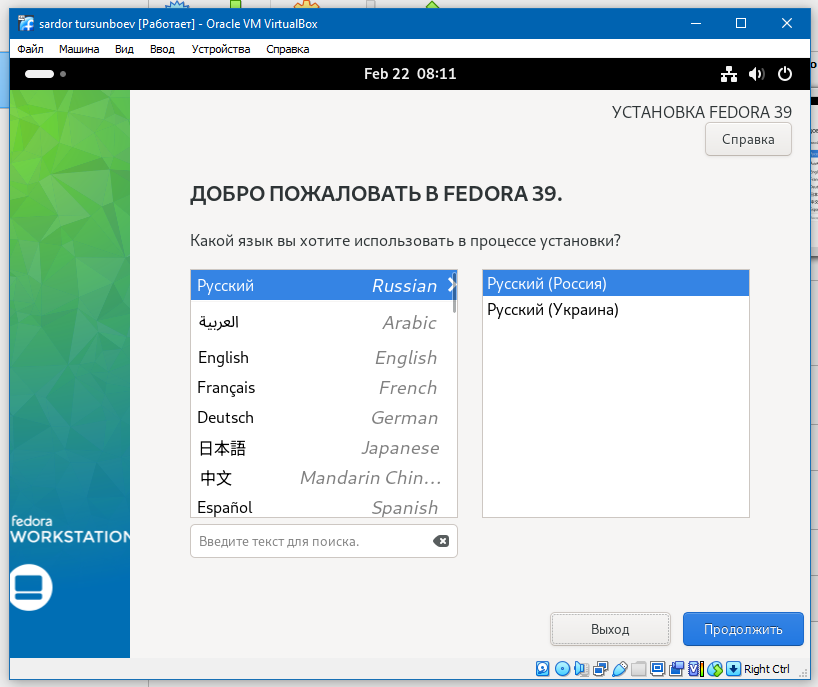 sardor tursunboev [Работает] - Oracle VM VirtualBox
Файл Машина Вид Ввод Устройства Справка
Feb 22 08:11
УСТАНОВКА FEDORA 39
Справка
ДОБРО ПОЖАЛОВАТЬ В FEDORA 39.
Какой язык вы хотите использовать в процессе установки?
Русский Russian
العربية Arabic
English English
Français French
Deutsch German
日本語 Japanese
中文 Mandarin Chin...
Español Spanish
Русский (Россия)
Русский (Украина)
Введите текст для поиска.
fedora
WORKSTATION
Выход Продолжить
Right Ctrl